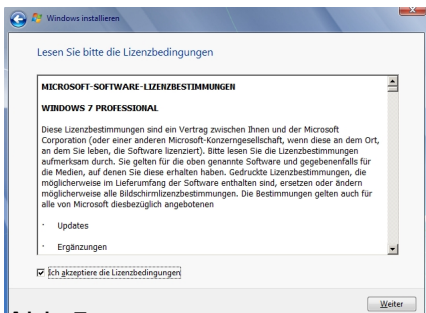 Windows installieren
Lesen Sie bitte die Lizenzbedingungen
MICROSOFT-SOFTWARE-LIZENZBESTIMMUNGEN
WINDOWS 7 PROFESSIONAL
Diese Lizenzbestimmungen sind ein Vertrag zwischen Ihnen und der Microsoft
Corporation (oder einer anderen Microsoft-Konzerngesellschaft, wenn diese an dem Ort,
an dem Sie leben, die Software lizenziert). Bitte lesen Sie die Lizenzbestimmungen
aufmerksam durch. Sie gelten für die oben genannte Software und gegebenenfalls für
die Medien, auf denen Sie diese erhalten haben. Gedruckte Lizenzbestimmungen, die
möglicherweise im Lieferumfang der Software enthalten sind, ersetzen oder ändern
möglicherweise alle Bildschirmlizenzbestimmungen. Die Bestimmungen gelten auch für
alle von Microsoft diesbezüglich angebotenen
· Updates
· Ergänzungen
Ich akzeptiere die Lizenzbedingungen
Weiter